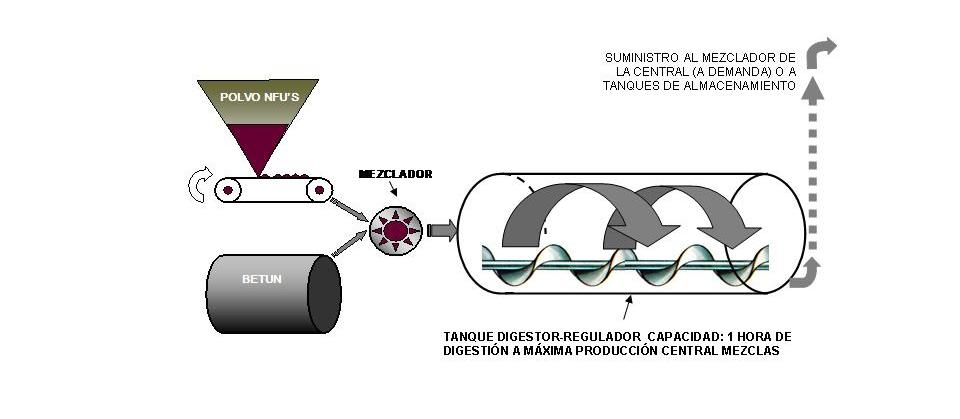 SUMINISTRO AL MEZCLADOR DE
LA CENTRAL (A DEMANDA) O A
TANQUES DE ALMACENAMIENTO
POLVO NFU'S
MEZCLADOR
BETUN
TANQUE DIGESTOR-REGULADOR CAPACIDAD: 1 HORA DE
DIGESTIÓN A MÁXIMA PRODUCCIÓN CENTRAL MEZCLAS